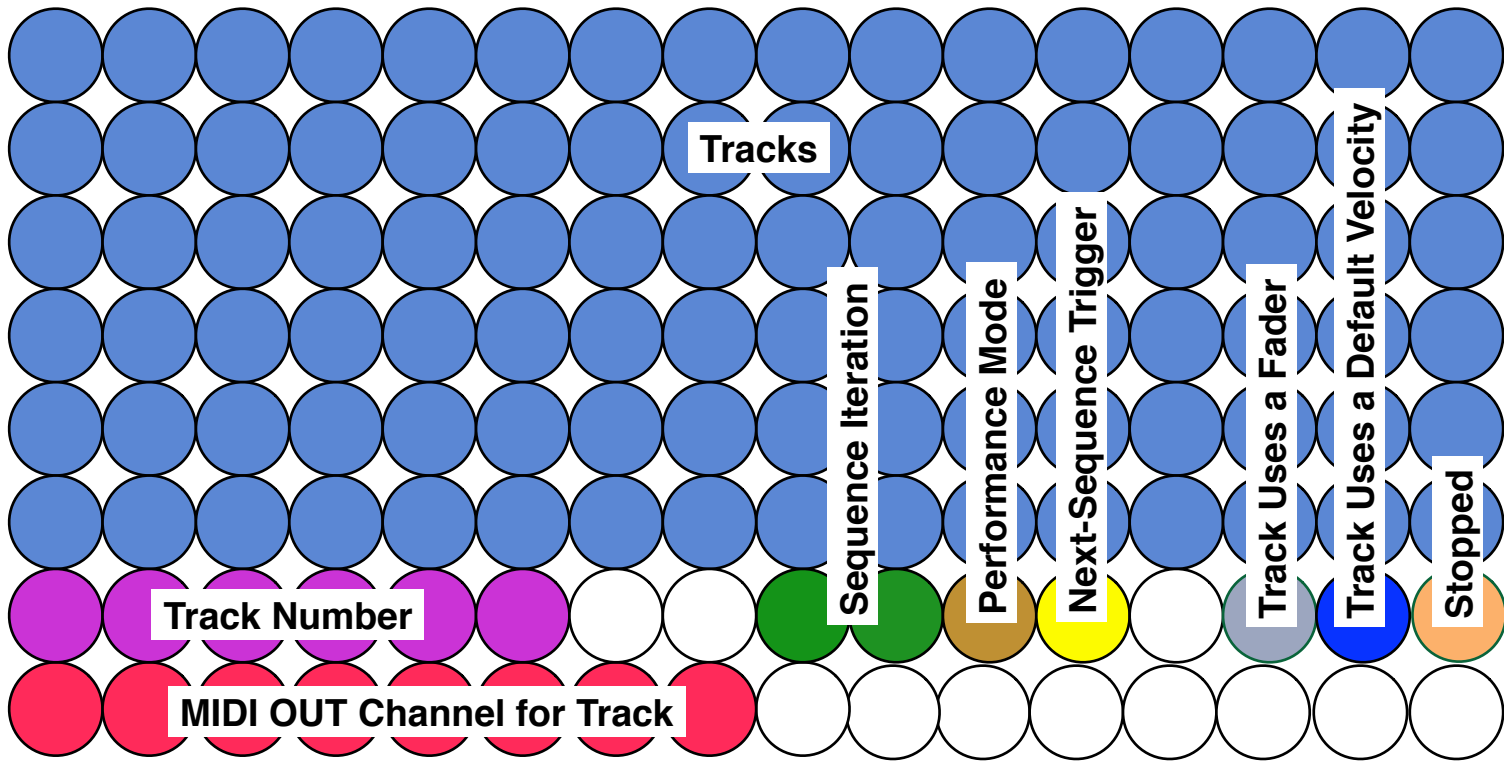 Tracks
Sequence Iteration
Performance Mode
Next-Sequence Trigger
Track Uses a Fader
Track Uses a Default Velocity
Stopped
Track Number
MIDI OUT Channel for Track